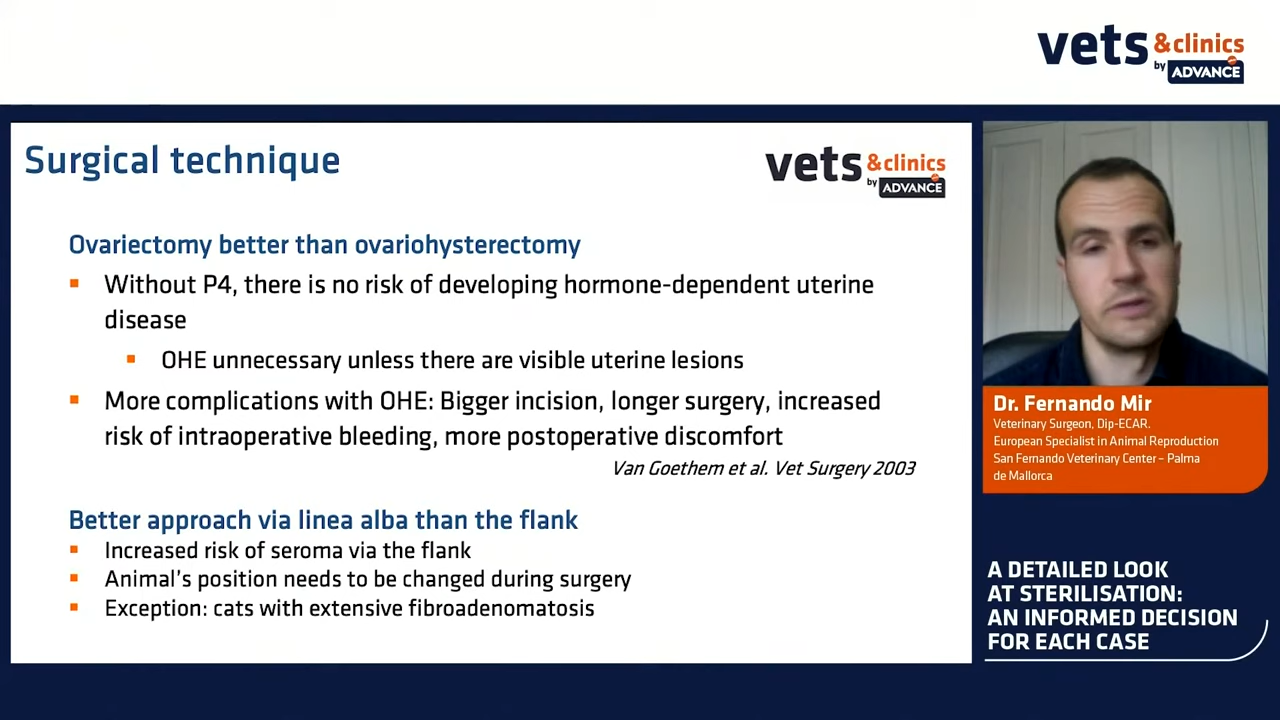 vets &clinics
by ADVANCE
Surgical technique
vets &clinics
by ADVANCE
Ovariectomy better than ovariohysterectomy
▪ Without P4, there is no risk of developing hormone-dependent uterine
disease
▪ OHE unnecessary unless there are visible uterine lesions
▪ More complications with OHE: Bigger incision, longer surgery, increased
risk of intraoperative bleeding, more postoperative discomfort
Van Goethem et al. Vet Surgery 2003
Better approach via linea alba than the flank
▪ Increased risk of seroma via the flank
▪ Animal's position needs to be changed during surgery
▪ Exception: cats with extensive fibroadenomatosis
Dr. Fernando Mir
Veterinary Surgeon, Dip-ECAR.
European Specialist in Animal Reproduction
San Fernando Veterinary Center – Palma
de Mallorca
A DETAILED LOOK
AT STERILISATION:
AN INFORMED DECISION
FOR EACH CASE